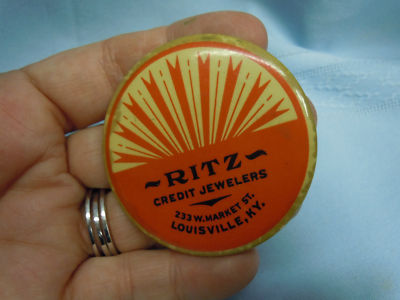 ~RITZ~
CREDIT JEWELERS
233 W. MARKET ST.
LOUISVILLE, KY.